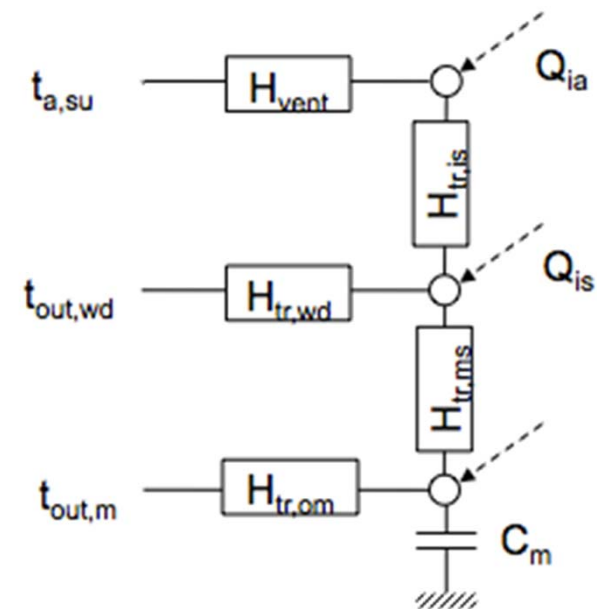 t_a,su
H_vent
Q_ia
H_tr,is
t_out,wd
H_tr,wd
Q_is
H_tr,ms
t_out,m
H_tr,om
C_m